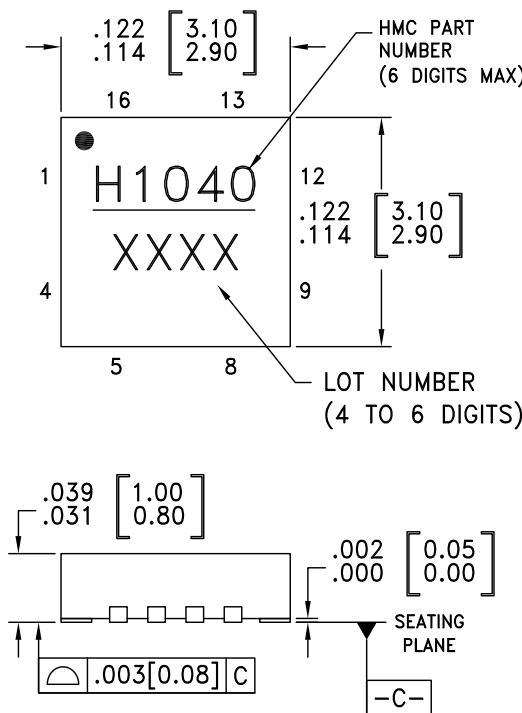 .122 [3.10]
.114 [2.90]
HMC PART
NUMBER
(6 DIGITS MAX)
16 13
1 12
H1040
XXXX
.122 [3.10]
.114 [2.90]
4 9
5 8
LOT NUMBER
(4 TO 6 DIGITS)
.039 [1.00]
.031 [0.80]
.002 [0.05]
.000 [0.00]
SEATING
PLANE
.003[0.08] C
-C-